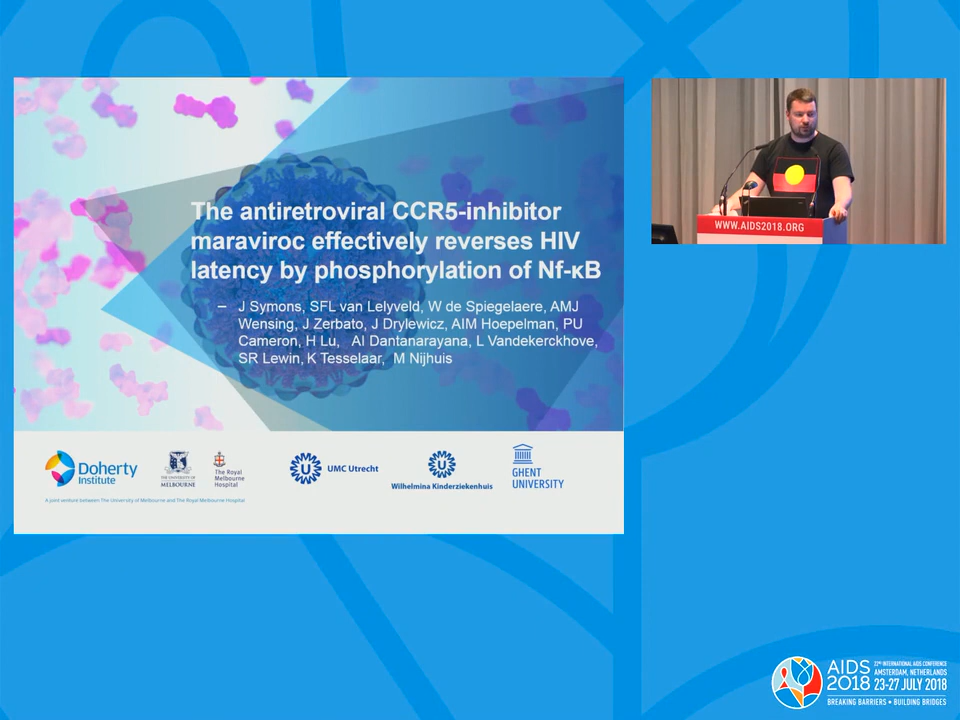 The antiretroviral CCR5-inhibitor
maraviroc effectively reverses HIV
latency by phosphorylation of Nf-κB
– J Symons, SFL van Lelyveld, W de Spiegelaere, AMJ
Wensing, J Zerbato, J Drylewicz, AIM Hoepelman, PU
Cameron, H Lu, AI Dantanarayana, L Vandekerckhove,
SR Lewin, K Tesselaar, M Nijhuis
Doherty
Institute
A joint venture between The University of Melbourne and The Royal Melbourne Hospital
THE UNIVERSITY OF
MELBOURNE
The Royal
Melbourne
Hospital
UMC Utrecht
Wilhelmina Kinderziekenhuis
GHENT
UNIVERSITY
WWW.AIDS2018.ORG
AIDS
2018
22ND INTERNATIONAL AIDS CONFERENCE
AMSTERDAM, NETHERLANDS
23-27 JULY 2018
BREAKING BARRIERS • BUILDING BRIDGES